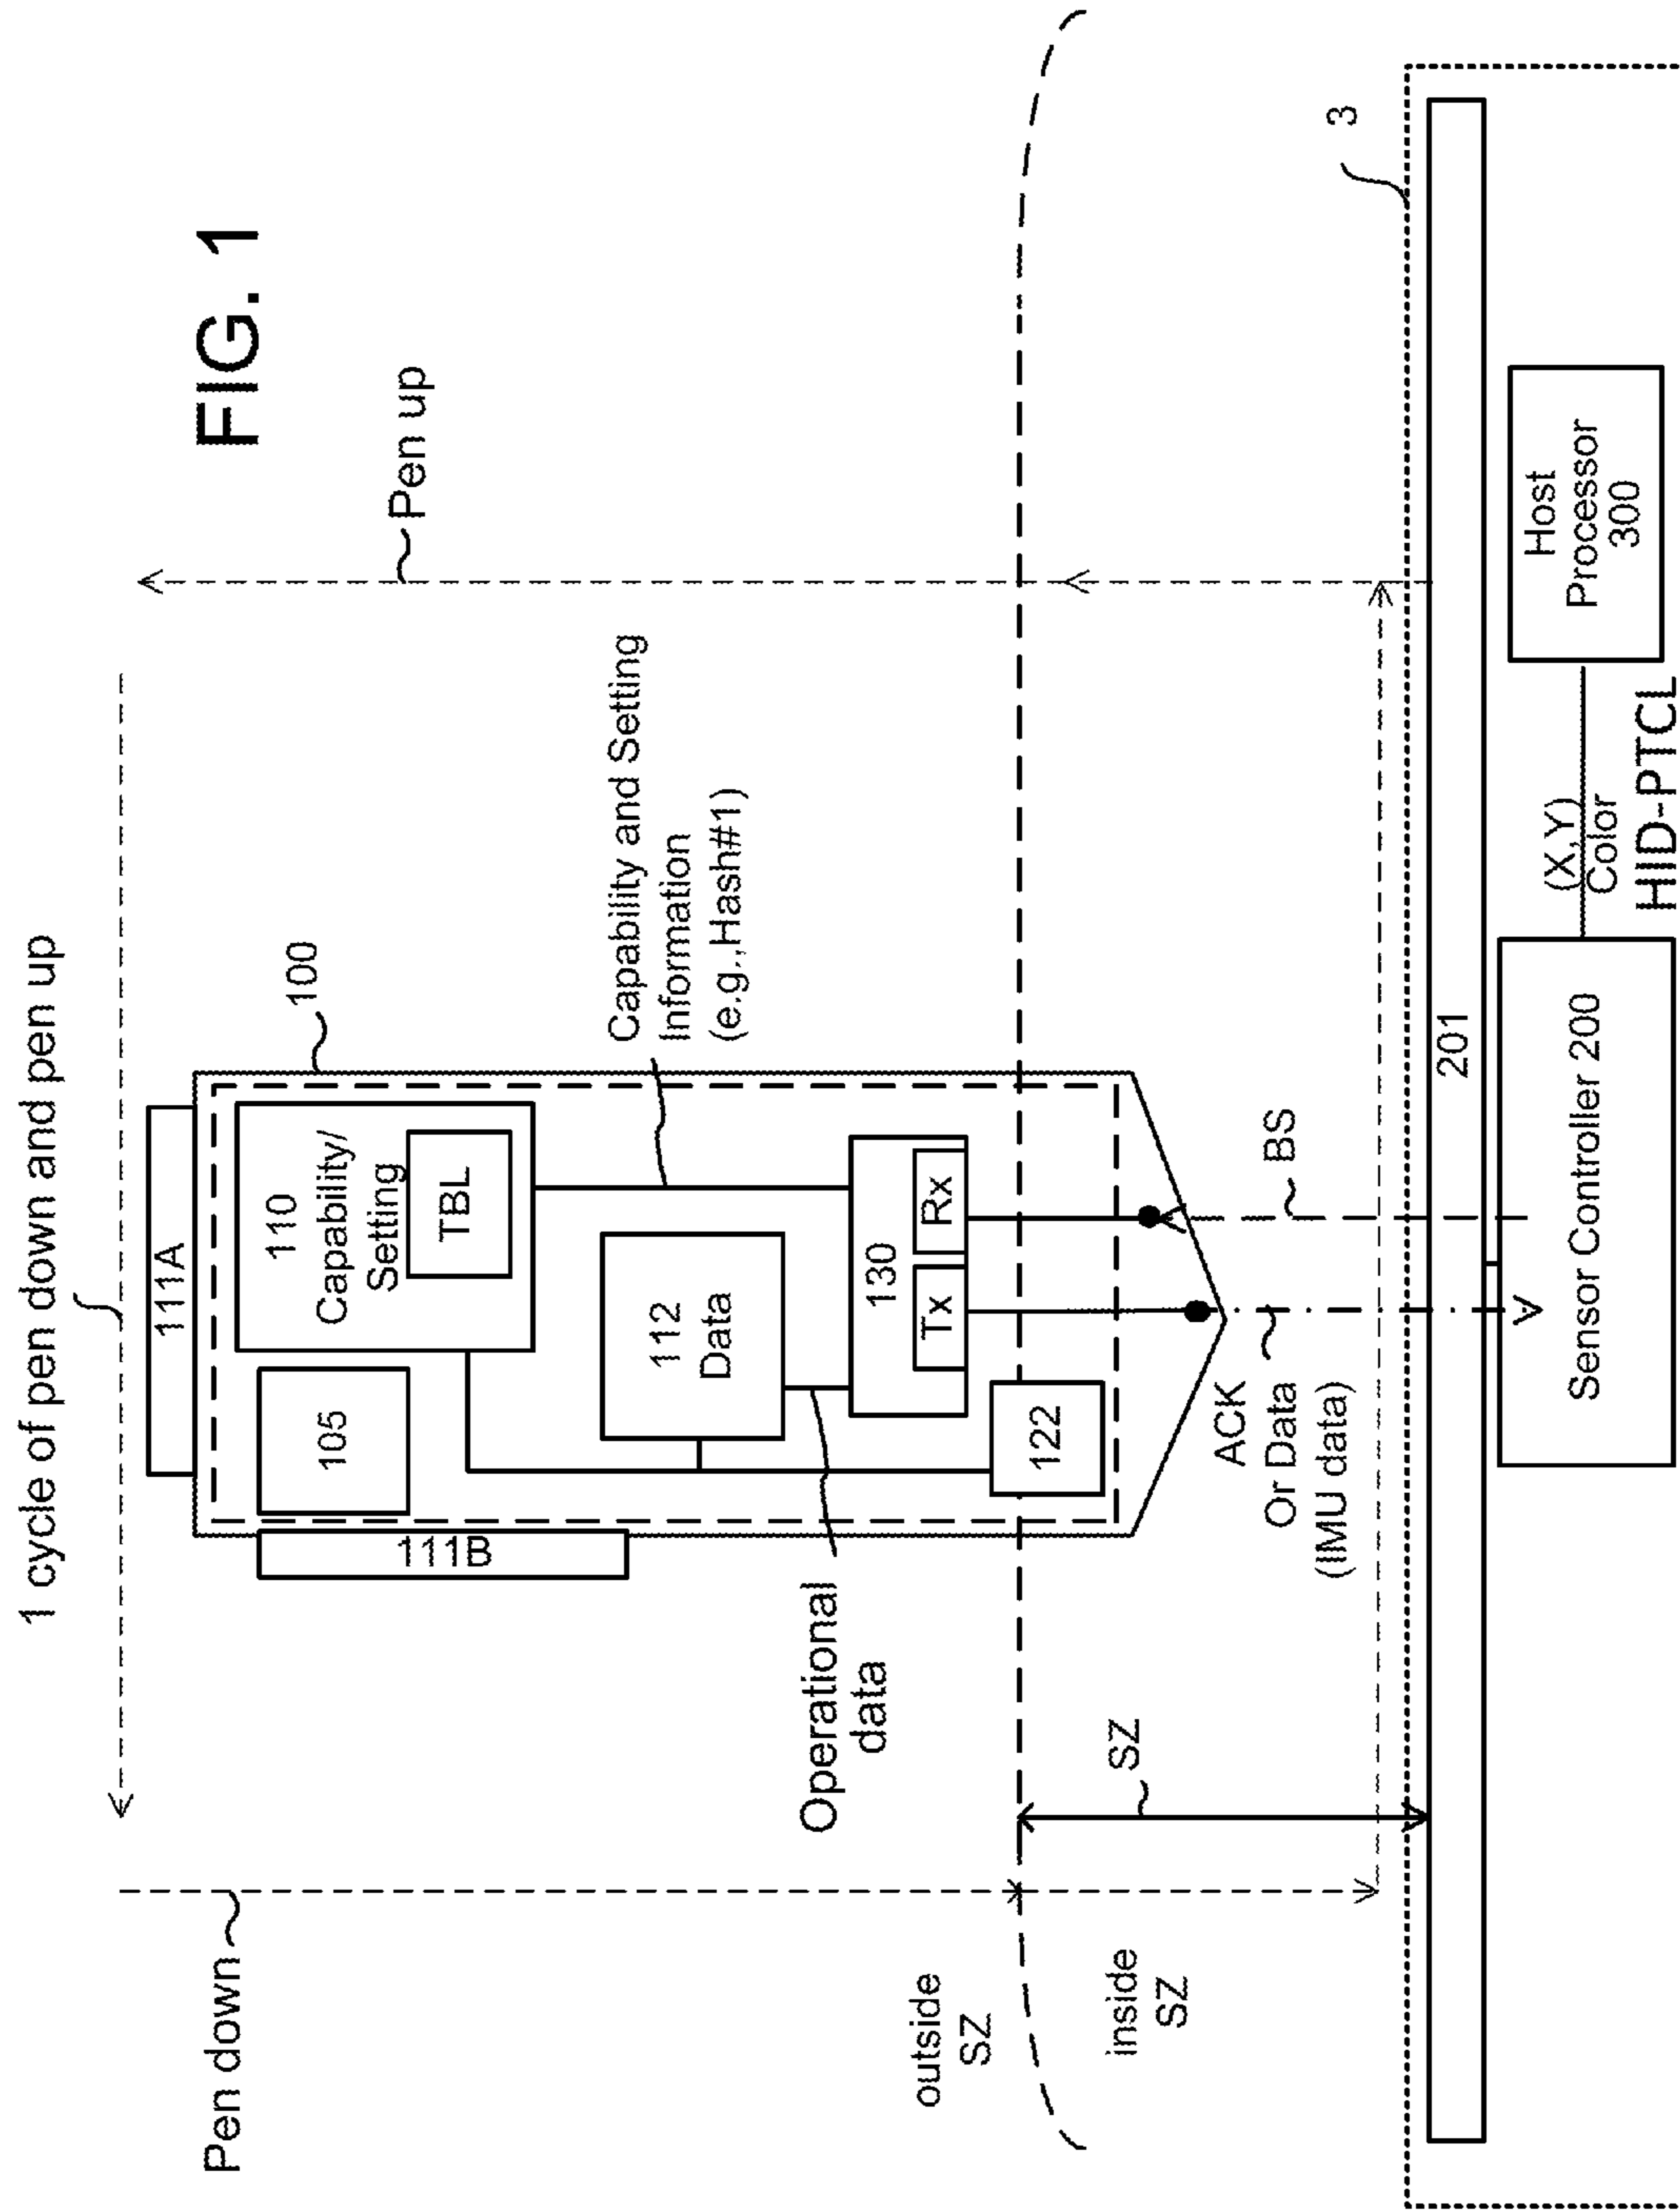 FIG. 1
1 cycle of pen down and pen up
Pen down
Pen up
111A
100
111B
105
110
Capability/
Setting
TBL
112
Data
130
Tx
Rx
122
Capability and Setting
Information
(e.g.,Hash#1)
Operational
data
outside
SZ
inside
SZ
SZ
ACK
Or Data
(IMU data)
BS
3
201
Sensor Controller 200
(X,Y)
Color
HID-PTCL
Host
Processor
300